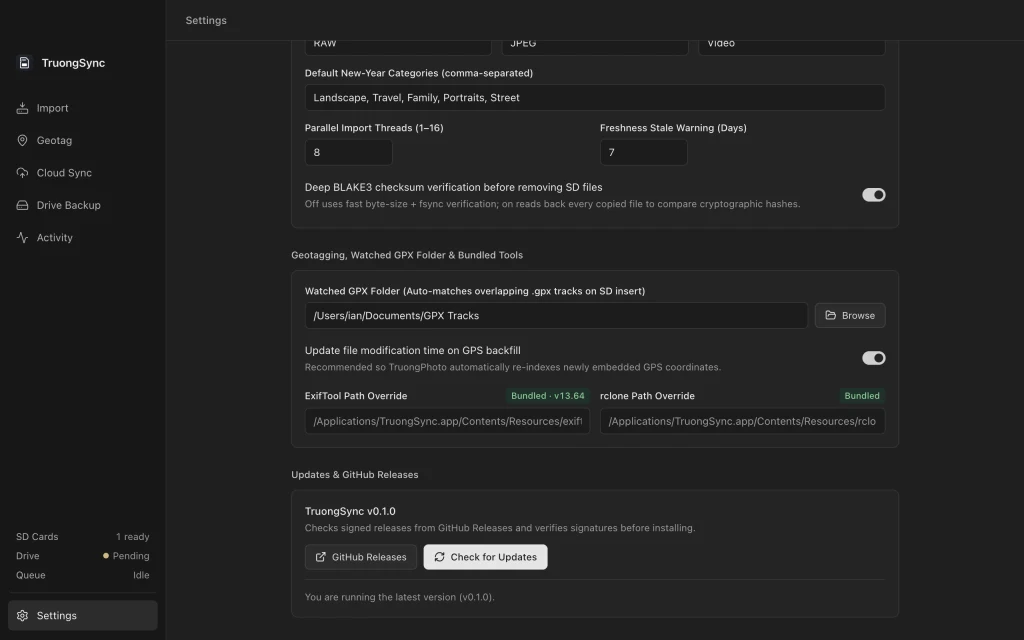 Settings
TruongSync
Import
Geotag
Cloud Sync
Drive Backup
Activity
SD Cards 1 ready
Drive Pending
Queue Idle
Settings
RAW JPEG Video
Default New-Year Categories (comma-separated)
Landscape, Travel, Family, Portraits, Street
Parallel Import Threads (1–16) Freshness Stale Warning (Days)
8 7
Deep BLAKE3 checksum verification before removing SD files
Off uses fast byte-size + fsync verification; on reads back every copied file to compare cryptographic hashes.
Geotagging, Watched GPX Folder & Bundled Tools
Watched GPX Folder (Auto-matches overlapping .gpx tracks on SD insert)
/Users/ian/Documents/GPX Tracks Browse
Update file modification time on GPS backfill
Recommended so TruongPhoto automatically re-indexes newly embedded GPS coordinates.
ExifTool Path Override Bundled · v13.64 rclone Path Override Bundled
/Applications/TruongSync.app/Contents/Resources/exift /Applications/TruongSync.app/Contents/Resources/rclo
Updates & GitHub Releases
TruongSync v0.1.0
Checks signed releases from GitHub Releases and verifies signatures before installing.
GitHub Releases Check for Updates
You are running the latest version (v0.1.0).